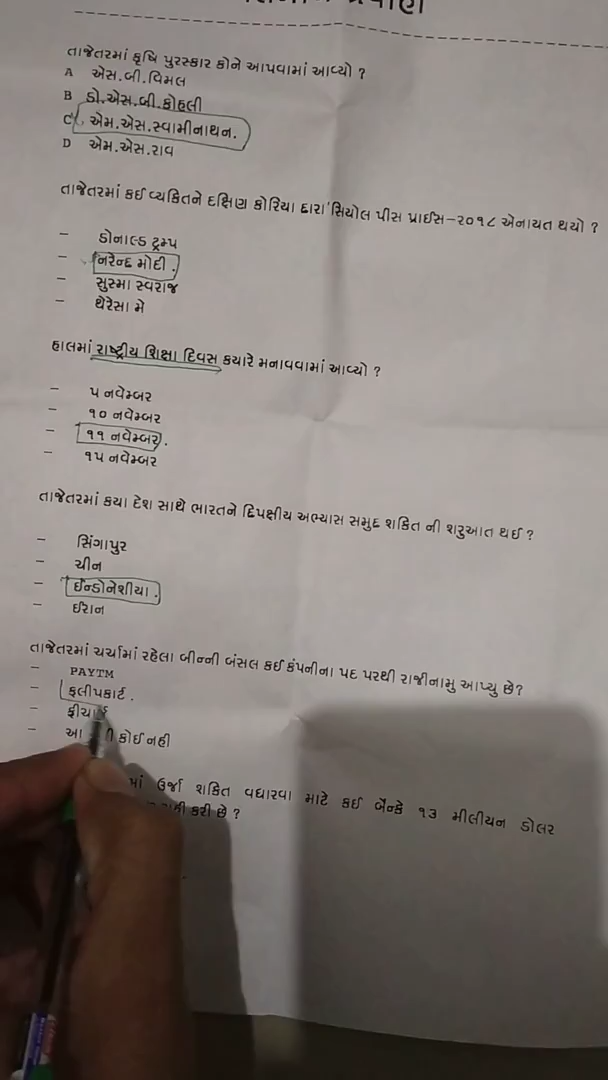 તાજેતરમાં કૃષિ પુરસ્કાર કોને આપવામાં આવ્યો ?
A એસ.બી.વિમલ
B ડો.એસ.બી.કોહલી
C એમ.એસ.સ્વામીનાથન.
D એમ.એસ.રાવ
તાજેતરમાં કઈ વ્યકિતને દક્ષિણ કોરિયા દ્વારા સિયોલ પીસ પ્રાઈસ-૨૦૧૮ એનાયત થયો ?
- ડોનાલ્ડ ટ્રમ્પ
- નરેન્દ્ર મોદી.
- સુસ્મા સ્વરાજ
- થેરેસા મે
હાલમાં રાષ્ટ્રીય શિક્ષા દિવસ કયારે મનાવવામાં આવ્યો ?
- ૫ નવેમ્બર
- ૧૦ નવેમ્બર
- ૧૧ નવેમ્બર.
- ૧૫ નવેમ્બર
તાજેતરમાં કયા દેશ સાથે ભારતને દ્વિપક્ષીય અભ્યાસ સમુદ્ર શકિત ની શરુઆત થઈ ?
- સિંગાપુર
- ચીન
- ઈન્ડોનેશીયા.
- ઈરાન
તાજેતરમાં ચર્ચામાં રહેલા બીન્ની બંસલ કઈ કંપનીના પદ પરથી રાજીનામુ આપ્યુ છે?
- PAYTM
- ફલીપકાર્ટ.
-
- આ કોઈ નહી
ઉર્જા શકિત વધારવા માટે કઈ બૅન્કે ૧૩ મીલીયન ડોલર
કરી છે ?